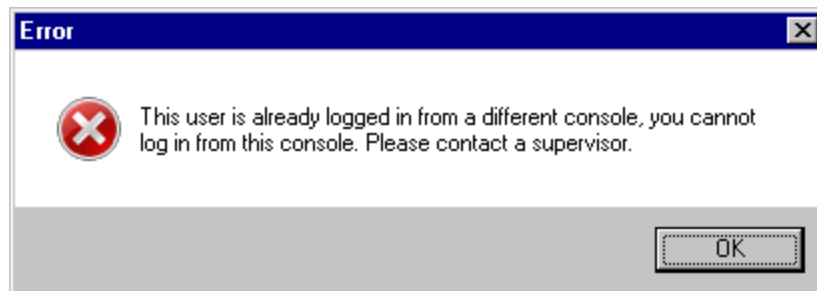 Error
This user is already logged in from a different console, you cannot
log in from this console. Please contact a supervisor.
OK